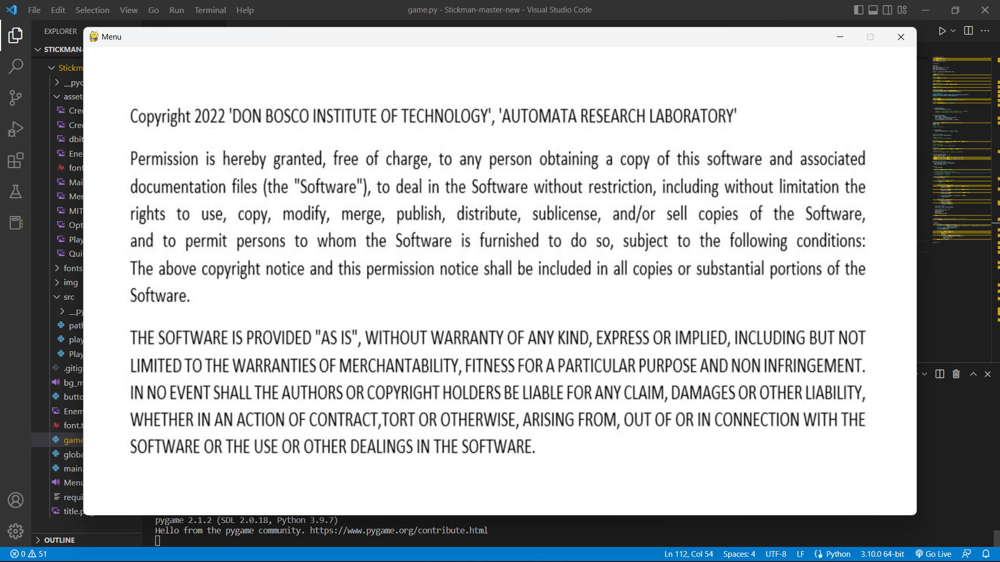 File Edit Selection View Go Run Terminal Help
game.py - Stickman-master-new - Visual Studio Code
EXPLORER
Menu
STICKMAN-
Stickm
__pyc
asset
Cred
Cred
dbit
Ene
font
Mai
Mer
MIT
Opt
Play
Quit
fonts
img
src
__py
path
play
Play
.gitig
bg_m
butto
Enem
font.t
game
globa
main.
Menu
requi
title.p
OUTLINE
Copyright 2022 'DON BOSCO INSTITUTE OF TECHNOLOGY', 'AUTOMATA RESEARCH LABORATORY'
Permission is hereby granted, free of charge, to any person obtaining a copy of this software and associated
documentation files (the "Software"), to deal in the Software without restriction, including without limitation the
rights to use, copy, modify, merge, publish, distribute, sublicense, and/or sell copies of the Software,
and to permit persons to whom the Software is furnished to do so, subject to the following conditions:
The above copyright notice and this permission notice shall be included in all copies or substantial portions of the
Software.
THE SOFTWARE IS PROVIDED "AS IS", WITHOUT WARRANTY OF ANY KIND, EXPRESS OR IMPLIED, INCLUDING BUT NOT
LIMITED TO THE WARRANTIES OF MERCHANTABILITY, FITNESS FOR A PARTICULAR PURPOSE AND NON INFRINGEMENT.
IN NO EVENT SHALL THE AUTHORS OR COPYRIGHT HOLDERS BE LIABLE FOR ANY CLAIM, DAMAGES OR OTHER LIABILITY,
WHETHER IN AN ACTION OF CONTRACT,TORT OR OTHERWISE, ARISING FROM, OUT OF OR IN CONNECTION WITH THE
SOFTWARE OR THE USE OR OTHER DEALINGS IN THE SOFTWARE.
pygame 2.1.2 (SDL 2.0.18, Python 3.9.7)
Hello from the pygame community. https://www.pygame.org/contribute.html
0 51
Ln 112, Col 54 Spaces: 4 UTF-8 LF Python 3.10.0 64-bit Go Live